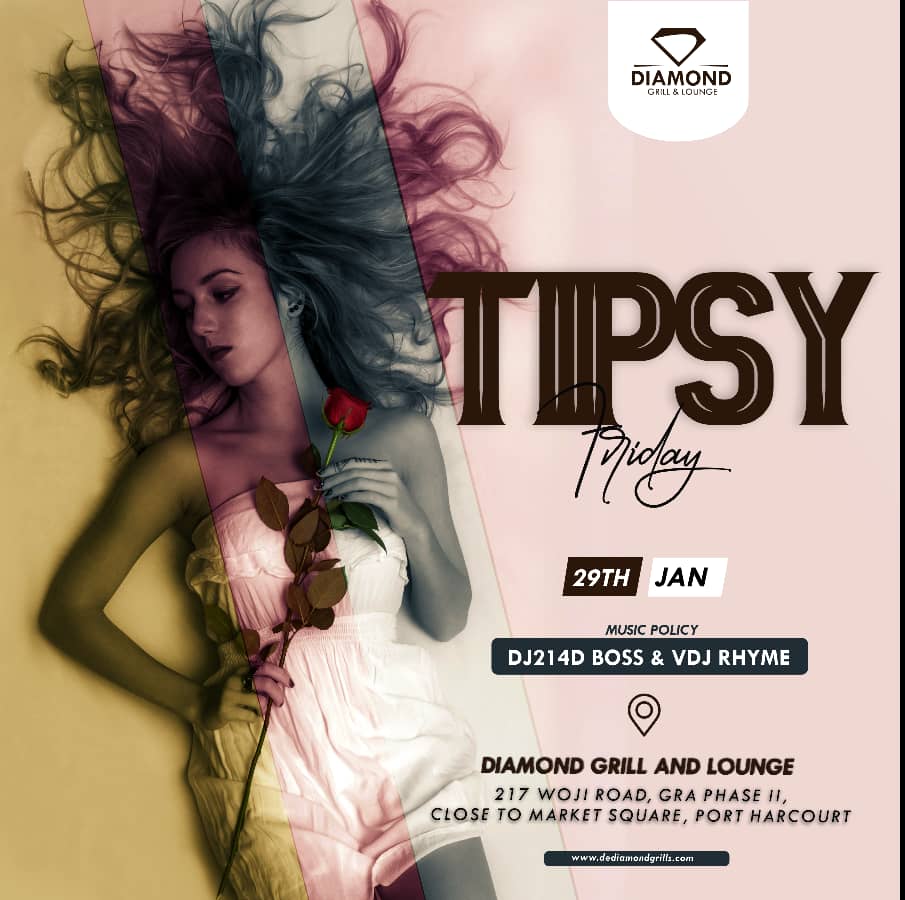 DIAMOND
GRILL & LOUNGE
TIPSY
Friday
29TH JAN
MUSIC POLICY
DJ214D BOSS & VDJ RHYME
DIAMOND GRILL AND LOUNGE
217 WOJI ROAD, GRA PHASE II,
CLOSE TO MARKET SQUARE, PORT HARCOURT
www.dediamondgrills.com